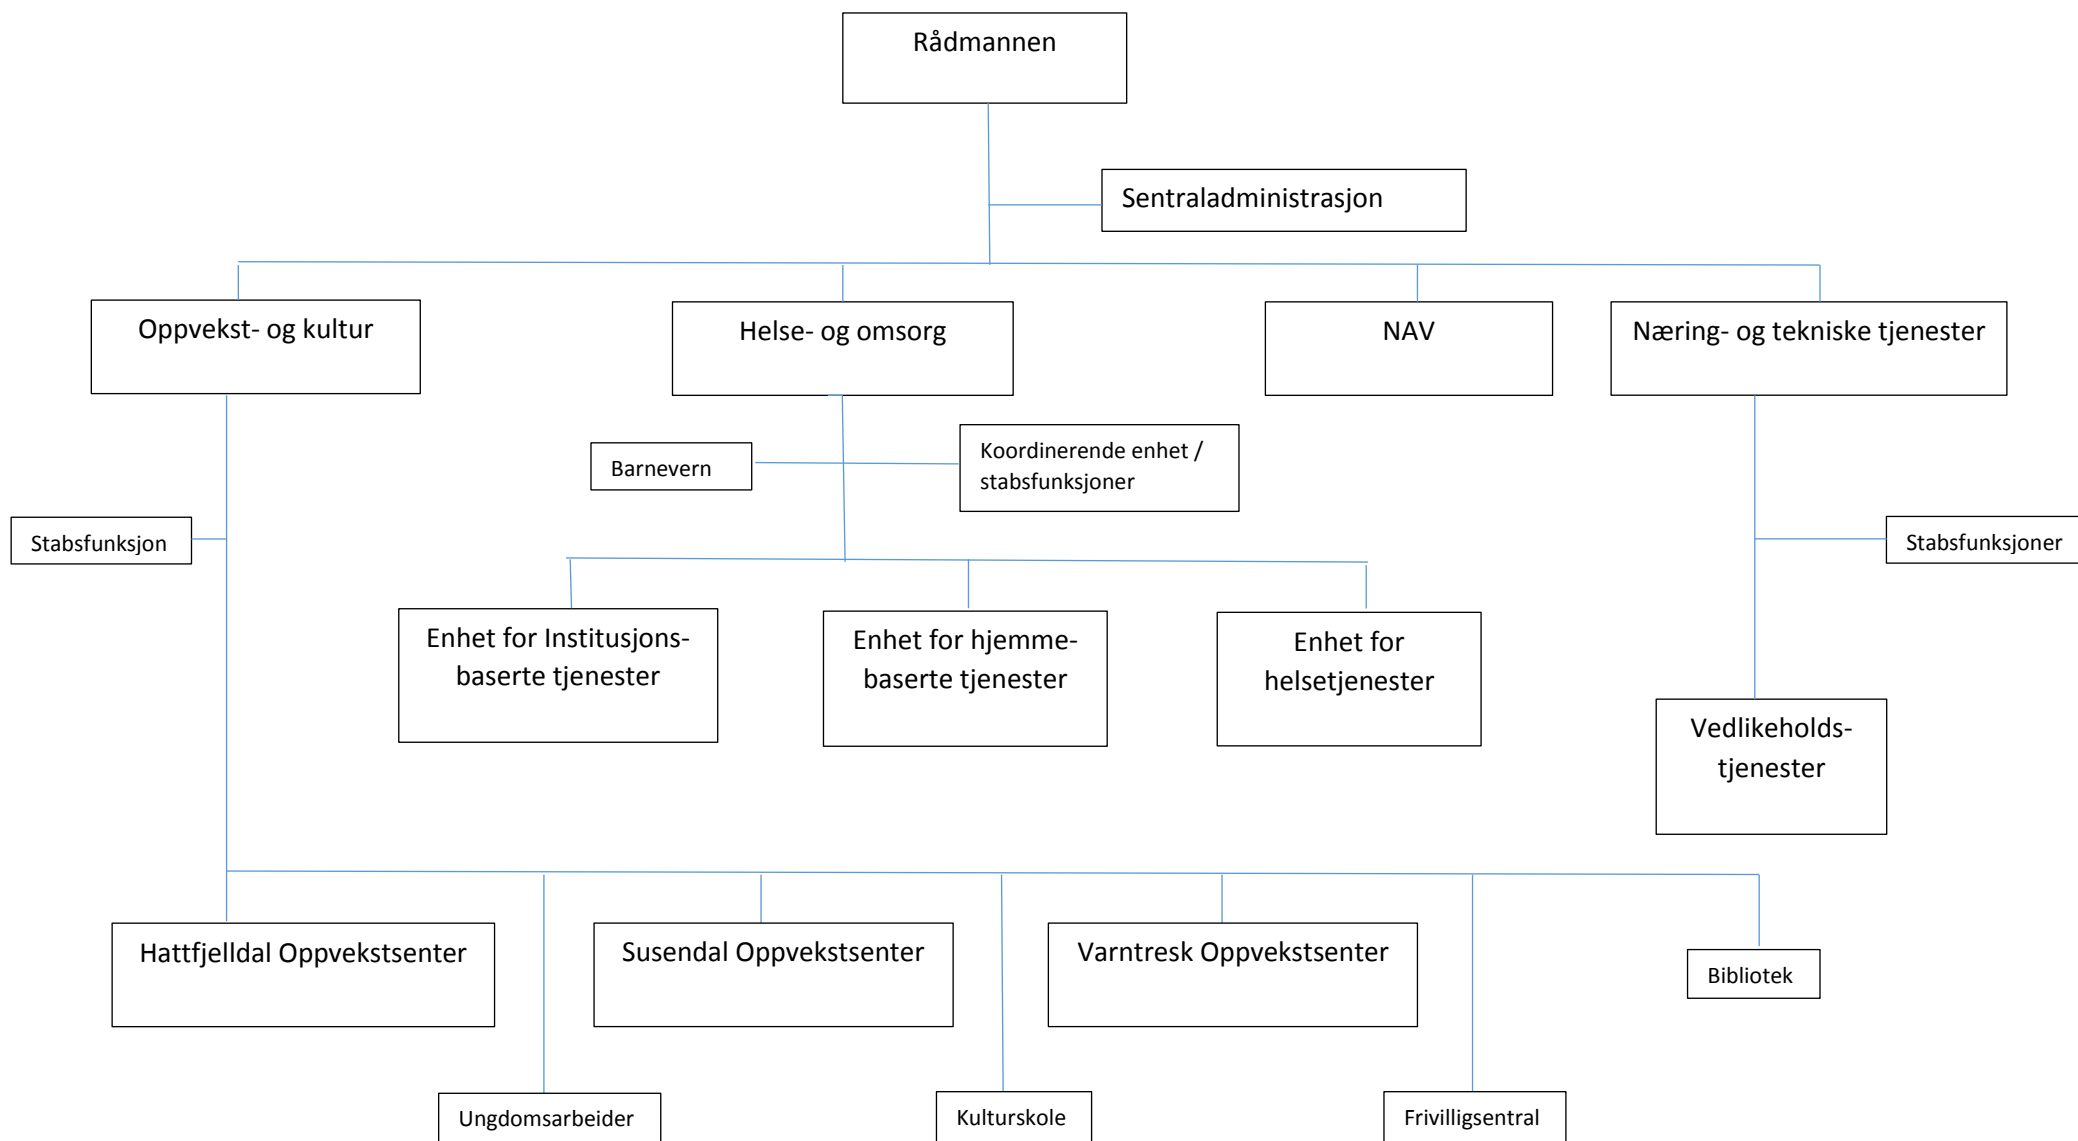 Rådmannen
Sentraladministrasjon
Oppvekst- og kultur
Helse- og omsorg
NAV
Næring- og tekniske tjenester
Barnevern
Koordinerende enhet /
stabsfunksjoner
Stabsfunksjon
Stabsfunksjoner
Enhet for Institusjons-
baserte tjenester
Enhet for hjemme-
baserte tjenester
Enhet for
helsetjenester
Vedlikeholds-
tjenester
Hattfjelldal Oppvekstsenter
Susendal Oppvekstsenter
Varntresk Oppvekstsenter
Bibliotek
Ungdomsarbeider
Kulturskole
Frivilligsentral